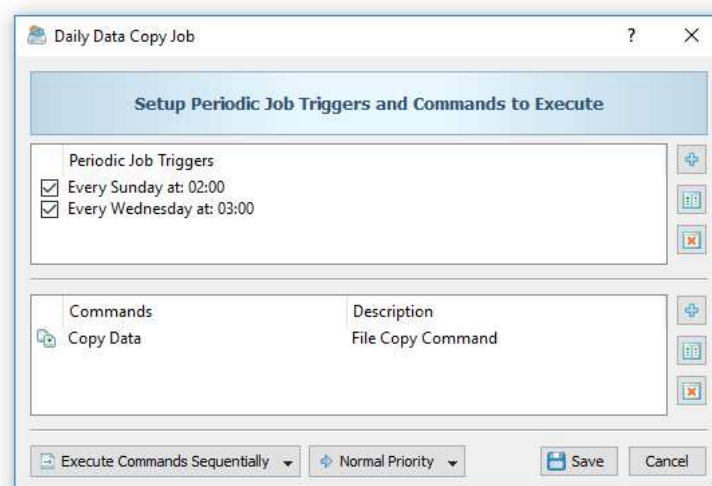 Daily Data Copy Job
?
Setup Periodic Job Triggers and Commands to Execute
Periodic Job Triggers
Every Sunday at: 02:00
Every Wednesday at: 03:00
Commands Description
Copy Data File Copy Command
Execute Commands Sequentially Normal Priority Save Cancel